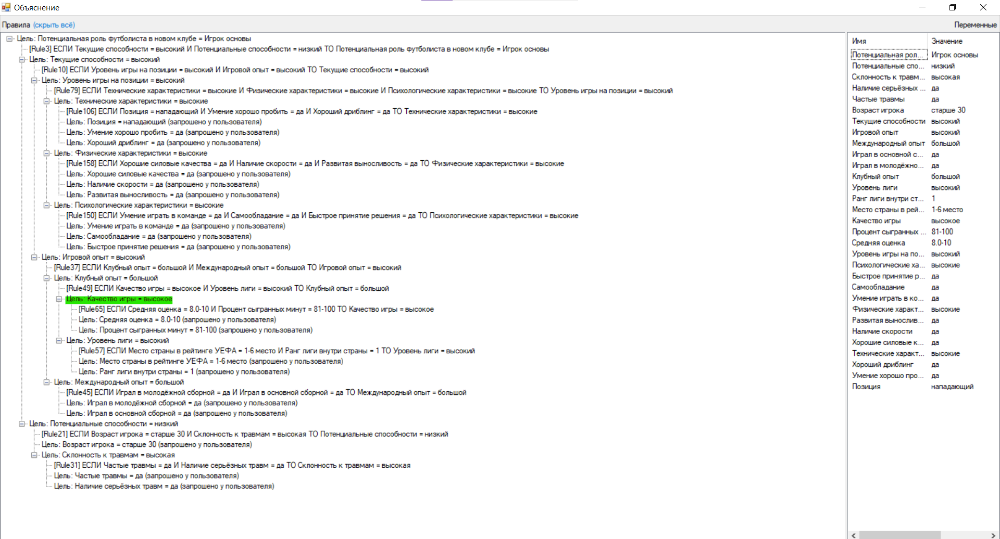 Объяснение
Правила (скрыть всё)
Переменные
Цель: Потенциальная роль футболиста в новом клубе = Игрок основы
[Rule3] ЕСЛИ Текущие способности = высокий И Потенциальные способности = низкий ТО Потенциальная роль футболиста в новом клубе = Игрок основы
Цель: Текущие способности = высокий
[Rule10] ЕСЛИ Уровень игры на позиции = высокий И Игровой опыт = высокий ТО Текущие способности = высокий
Цель: Уровень игры на позиции = высокий
[Rule79] ЕСЛИ Технические характеристики = высокие И Физические характеристики = высокие И Психологические характеристики = высокие ТО Уровень игры на позиции = высокий
Цель: Технические характеристики = высокие
[Rule106] ЕСЛИ Позиция = нападающий И Умение хорошо пробить = да И Хороший дриблинг = да ТО Технические характеристики = высокие
Цель: Позиция = нападающий (запрошено у пользователя)
Цель: Умение хорошо пробить = да (запрошено у пользователя)
Цель: Хороший дриблинг = да (запрошено у пользователя)
Цель: Физические характеристики = высокие
[Rule158] ЕСЛИ Хорошие силовые качества = да И Наличие скорости = да И Развитая выносливость = да ТО Физические характеристики = высокие
Цель: Хорошие силовые качества = да (запрошено у пользователя)
Цель: Наличие скорости = да (запрошено у пользователя)
Цель: Развитая выносливость = да (запрошено у пользователя)
Цель: Психологические характеристики = высокие
[Rule150] ЕСЛИ Умение играть в команде = да И Самообладание = да И Быстрое принятие решения = да ТО Психологические характеристики = высокие
Цель: Умение играть в команде = да (запрошено у пользователя)
Цель: Самообладание = да (запрошено у пользователя)
Цель: Быстрое принятие решения = да (запрошено у пользователя)
Цель: Игровой опыт = высокий
[Rule37] ЕСЛИ Клубный опыт = большой И Международный опыт = большой ТО Игровой опыт = высокий
Цель: Клубный опыт = большой
[Rule49] ЕСЛИ Качество игры = высокое И Уровень лиги = высокий ТО Клубный опыт = большой
Цель: Качество игры = высокое
[Rule65] ЕСЛИ Средняя оценка = 8.0-10 И Процент сыгранных минут = 81-100 ТО Качество игры = высокое
Цель: Средняя оценка = 8.0-10 (запрошено у пользователя)
Цель: Процент сыгранных минут = 81-100 (запрошено у пользователя)
Цель: Уровень лиги = высокий
[Rule57] ЕСЛИ Место страны в рейтинге УЕФА = 1-6 место И Ранг лиги внутри страны = 1 ТО Уровень лиги = высокий
Цель: Место страны в рейтинге УЕФА = 1-6 место (запрошено у пользователя)
Цель: Ранг лиги внутри страны = 1 (запрошено у пользователя)
Цель: Международный опыт = большой
[Rule45] ЕСЛИ Играл в молодёжной сборной = да И Играл в основной сборной = да ТО Международный опыт = большой
Цель: Играл в молодёжной сборной = да (запрошено у пользователя)
Цель: Играл в основной сборной = да (запрошено у пользователя)
Цель: Потенциальные способности = низкий
[Rule21] ЕСЛИ Возраст игрока = старше 30 И Склонность к травмам = высокая ТО Потенциальные способности = низкий
Цель: Возраст игрока = старше 30 (запрошено у пользователя)
Цель: Склонность к травмам = высокая
[Rule31] ЕСЛИ Частые травмы = да И Наличие серьёзных травм = да ТО Склонность к травмам = высокая
Цель: Частые травмы = да (запрошено у пользователя)
Цель: Наличие серьёзных травм = да (запрошено у пользователя)
Имя Значение
Потенциальная рол... Игрок основы
Потенциальные спо... низкий
Склонность к травм... высокая
Наличие серьёзных ... да
Частые травмы да
Возраст игрока старше 30
Текущие способности высокий
Игровой опыт высокий
Международный опыт большой
Играл в основной с... да
Играл в молодёжно... да
Клубный опыт большой
Уровень лиги высокий
Ранг лиги внутри ст... 1
Место страны в рей... 1-6 место
Качество игры высокое
Процент сыгранных ... 81-100
Средняя оценка 8.0-10
Уровень игры на по... высокий
Психологические ха... высокие
Быстрое принятие р... да
Самообладание да
Умение играть в ко... да
Физические характ... высокие
Развитая вынослив... да
Наличие скорости да
Хорошие силовые к... да
Технические характ... высокие
Хороший дриблинг да
Умение хорошо про... да
Позиция нападающий